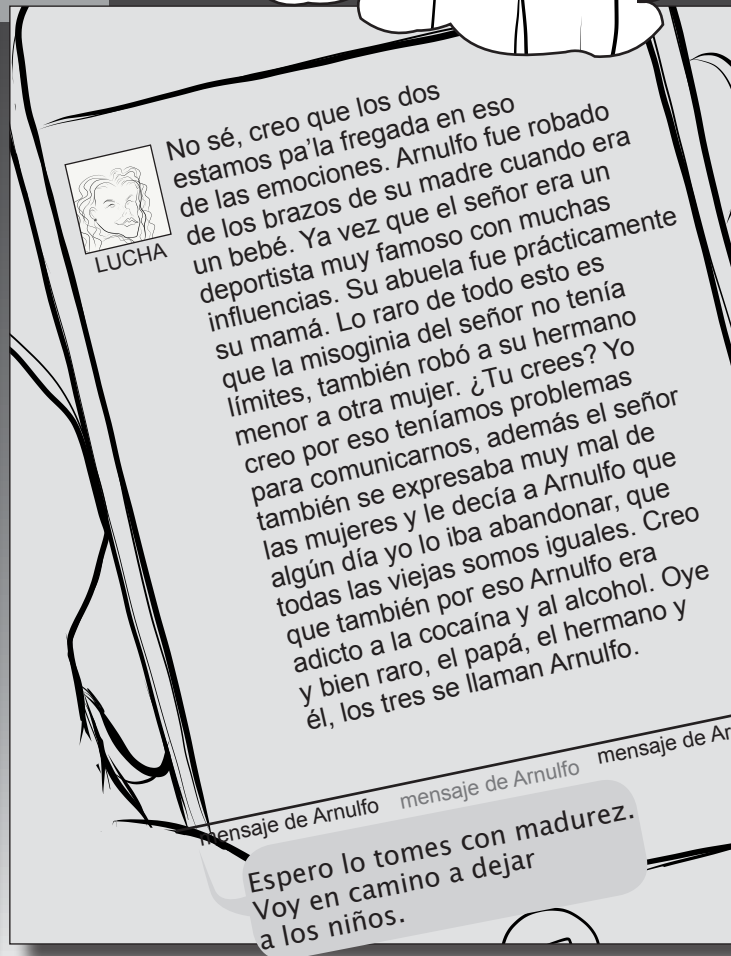 No sé, creo que los dos
estamos pa'la fregada en eso
de las emociones. Arnulfo fue robado
de los brazos de su madre cuando era
un bebé. Ya vez que el señor era un
deportista muy famoso con muchas
influencias. Su abuela fue prácticamente
su mamá. Lo raro de todo esto es
que la misoginia del señor no tenía
límites, también robó a su hermano
menor a otra mujer. ¿Tu crees? Yo
creo por eso teníamos problemas
para comunicarnos, además el señor
también se expresaba muy mal de
las mujeres y le decía a Arnulfo que
algún día yo lo iba abandonar, que
todas las viejas somos iguales. Creo
que también por eso Arnulfo era
adicto a la cocaína y al alcohol. Oye
y bien raro, el papá, el hermano y
él, los tres se llaman Arnulfo.
LUCHA
mensaje de Arnulfo mensaje de Arnulfo mensaje de Ar
Espero lo tomes con madurez.
Voy en camino a dejar
a los niños.